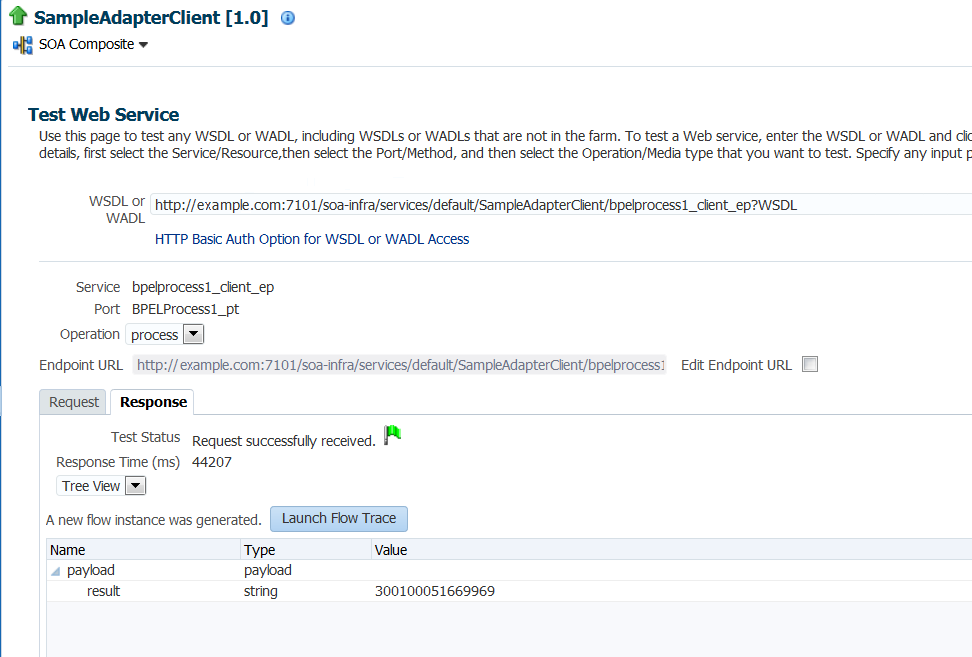 SampleAdapterClient [1.0]
SOA Composite
Test Web Service
Use this page to test any WSDL or WADL, including WSDLs or WADLs that are not in the farm. To test a Web service, enter the WSDL or WADL and
details, first select the Service/Resource,then select the Port/Method, and then select the Operation/Media type that you want to test. Specify any input
WSDL or
WADL
http://example.com:7101/soa-infra/services/default/SampleAdapterClient/bpelprocess1_client_ep?WSDL
HTTP Basic Auth Option for WSDL or WADL Access
Service bpelprocess1_client_ep
Port BPELProcess1_pt
Operation process
Endpoint URL http://example.com:7101/soa-infra/services/default/SampleAdapterClient/bpelprocess1 Edit Endpoint URL
Request Response
Test Status Request successfully received.
Response Time (ms) 44207
Tree View
A new flow instance was generated. Launch Flow Trace
Name Type Value
payload payload
result string 300100051669969